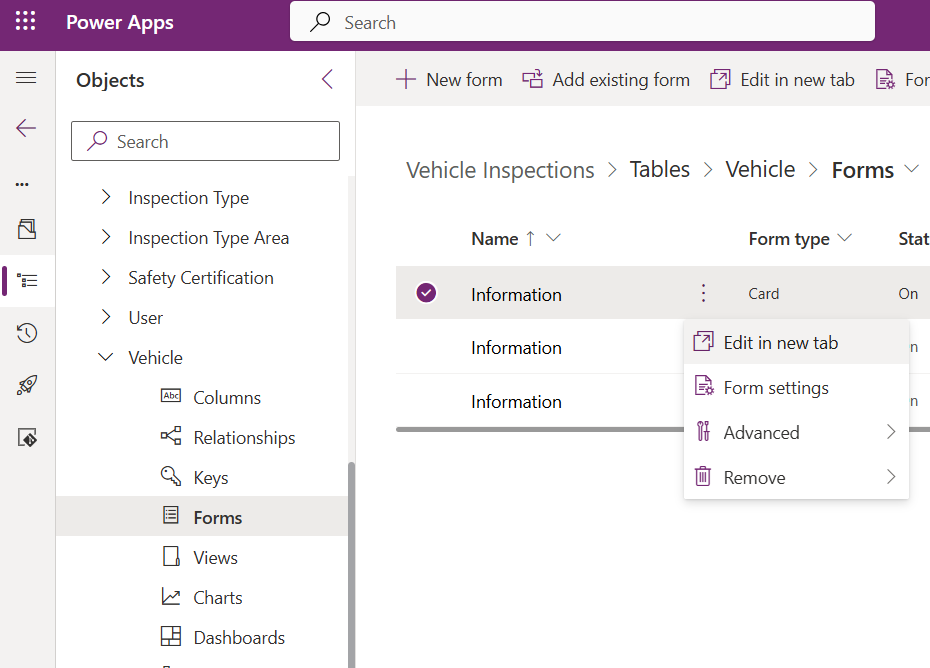 Power Apps
Search
Objects
New form
Add existing form
Edit in new tab
For
Search
Vehicle Inspections > Tables > Vehicle > Forms
Inspection Type
Inspection Type Area
Safety Certification
User
Vehicle
Abc Columns
Relationships
Keys
Forms
Views
Charts
Dashboards
Name ↑
Form type
Stat
Information
Card
On
Information
n
Information
n
Edit in new tab
Form settings
Advanced
Remove